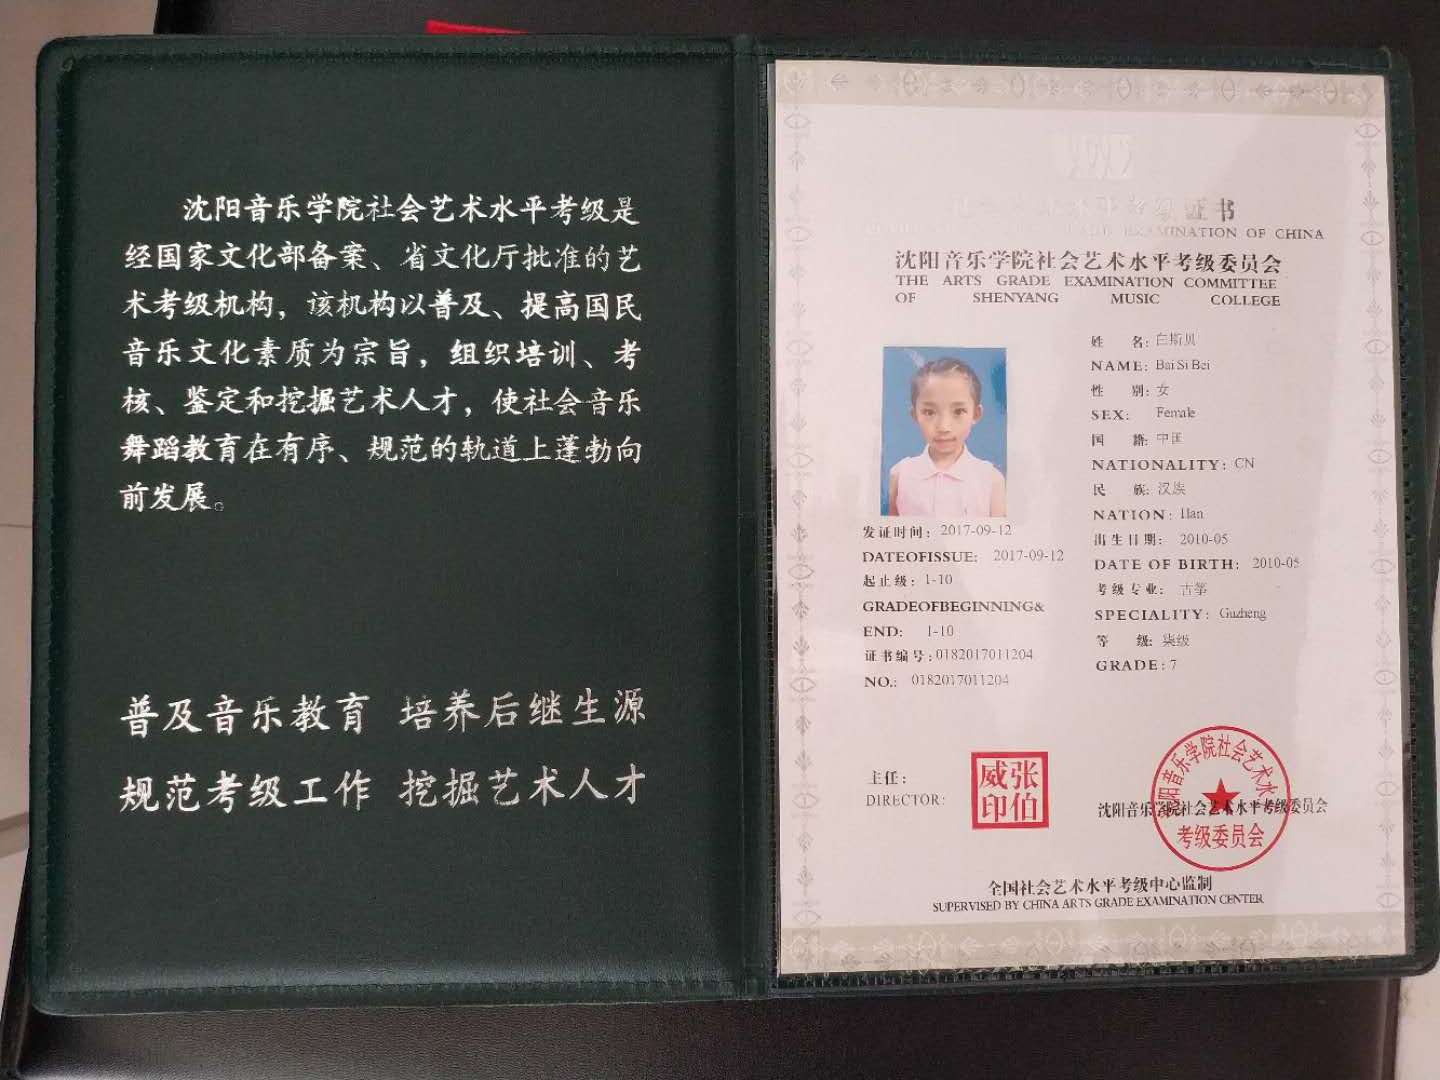 沈阳音乐学院社会艺术水平考级是
经国家文化部备案、省文化厅批准的艺
术考级机构，该机构以普及、提高国民
音乐文化素质为宗旨，组织培训、考
核、鉴定和挖掘艺术人才，使社会音乐
舞蹈教育在有序、规范的轨道上蓬勃向
前发展。
普及音乐教育 培养后继生源
规范考级工作 挖掘艺术人才
证书
GRADE EXAMINATION OF CHINA
沈阳音乐学院社会艺术水平考级委员会
THE ARTS GRADE EXAMINATION COMMITTEE
OF SHENYANG MUSIC COLLEGE
姓 名: 白斯贝
NAME: Bai Si Bei
性 别: 女
SEX: Female
国 籍: 中国
NATIONALITY: CN
民 族: 汉族
NATION: Han
出生日期: 2010-05
DATE OF BIRTH: 2010-05
考级专业: 古筝
SPECIALITY: Guzheng
等 级: 柒级
GRADE: 7
发证时间: 2017-09-12
DATEOFISSUE: 2017-09-12
起止级: 1-10
GRADEOFBEGINNING&
END: 1-10
证书编号:0182017011204
NO.: 0182017011204
主任:
DIRECTOR:
张伯
威印
沈阳音乐学院社会艺术水平考级委员会
阳音乐学院社会艺术水
考级委员会
全国社会艺术水平考级中心监制
SUPERVISED BY CHINA ARTS GRADE EXAMINATION CENTER